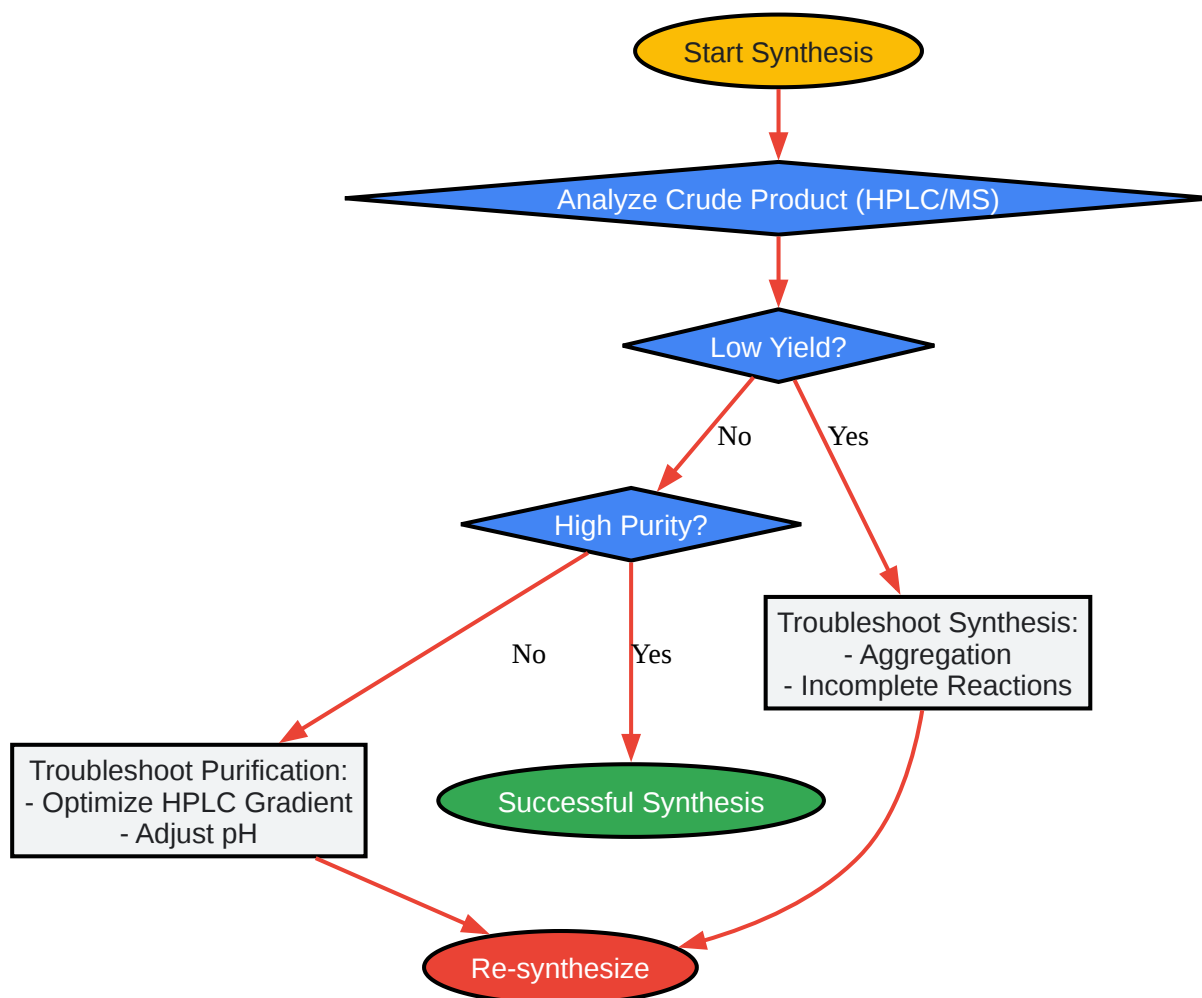 Start Synthesis
Analyze Crude Product (HPLC/MS)
Low Yield?
No
Yes
High Purity?
Troubleshoot Synthesis:
- Aggregation
- Incomplete Reactions
No
Yes
Troubleshoot Purification:
- Optimize HPLC Gradient
- Adjust pH
Successful Synthesis
Re-synthesize